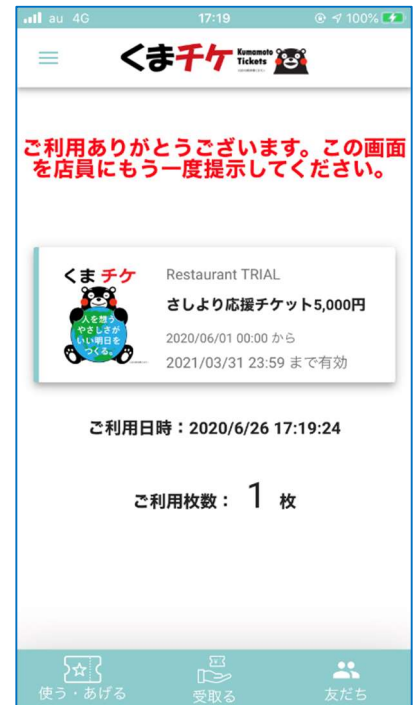 au 4G 17:19 100%
くまチケ Kumamoto Tickets
ご利用ありがとうございます。この画面
を店員にもう一度提示してください。
くまチケ
人を想う
やさしさが
いい明日を
つくる。
Restaurant TRIAL
さしより応援チケット5,000円
2020/06/01 00:00 から
2021/03/31 23:59 まで有効
ご利用日時：2020/6/26 17:19:24
ご利用枚数： 1 枚
使う・あげる
受取る
友だち